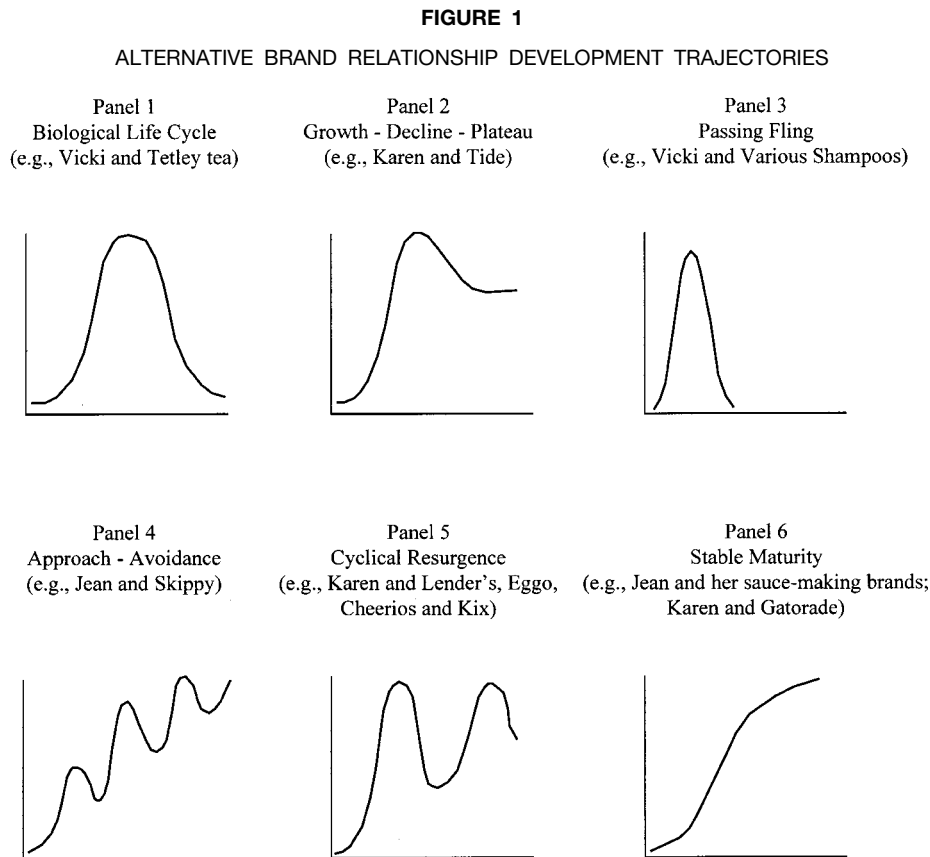 FIGURE 1
ALTERNATIVE BRAND RELATIONSHIP DEVELOPMENT TRAJECTORIES
Panel 1
Biological Life Cycle
(e.g., Vicki and Tetley tea)
Panel 2
Growth - Decline - Plateau
(e.g., Karen and Tide)
Panel 3
Passing Fling
(e.g., Vicki and Various Shampoos)
Panel 4
Approach - Avoidance
(e.g., Jean and Skippy)
Panel 5
Cyclical Resurgence
(e.g., Karen and Lender's, Eggo,
Cheerios and Kix)
Panel 6
Stable Maturity
(e.g., Jean and her sauce-making brands;
Karen and Gatorade)